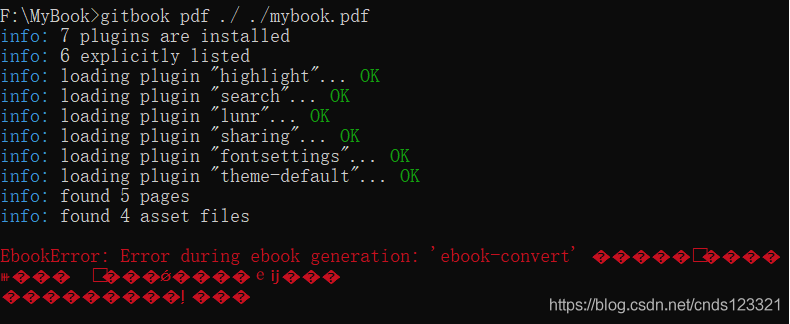 F:\MyBook>gitbook pdf ./ ./mybook.pdf
info: 7 plugins are installed
info: 6 explicitly listed
info: loading plugin "highlight"... OK
info: loading plugin "search"... OK
info: loading plugin "lunr"... OK
info: loading plugin "sharing"... OK
info: loading plugin "fontsettings"... OK
info: loading plugin "theme-default"... OK
info: found 5 pages
info: found 4 asset files
EbookError: Error during ebook generation: 'ebook-convert'
https://blog.csdn.net/cnds123321